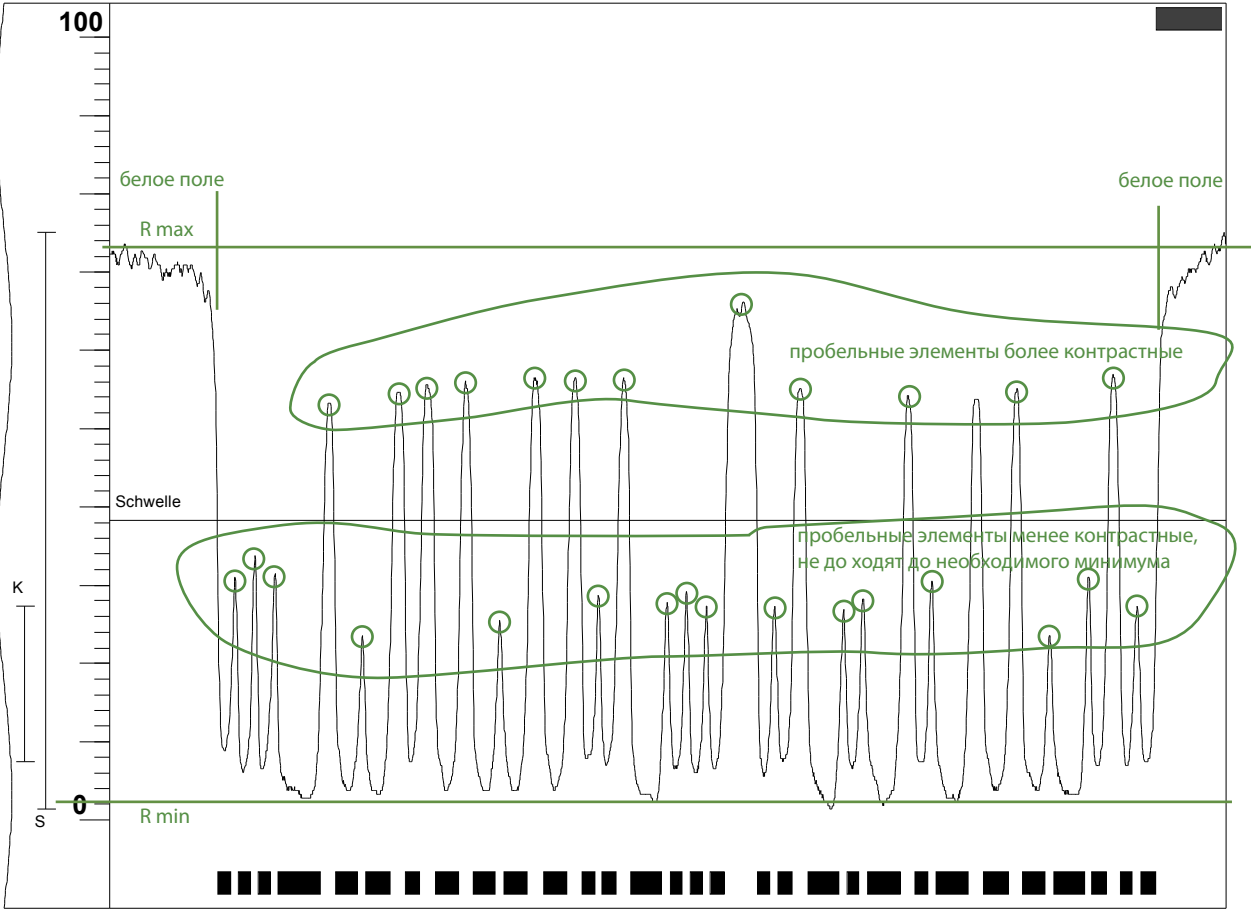 100
белое поле
белое поле
R max
пробельные элементы более контрастные
Schwelle
пробельные элементы менее контрастные,
не до ходят до необходимого минимума
K
0
S
R min